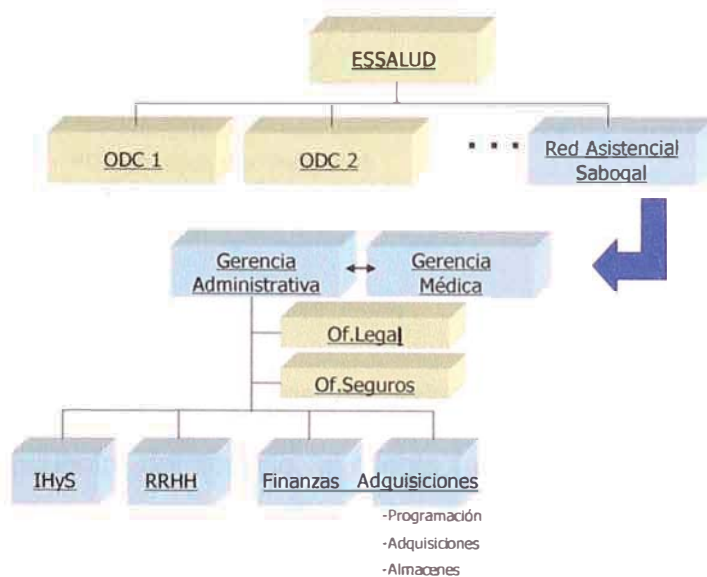 ESSALUD
ODC 1
ODC 2
...
Red Asistencial
Saboqal
Gerencia
Administrativa
Gerencia
Médica
Of.Legal
Of.Seguros
IHyS
RRHH
Finanzas
Adquisiciones
-Programación
-Adquisiciones
-Almacenes